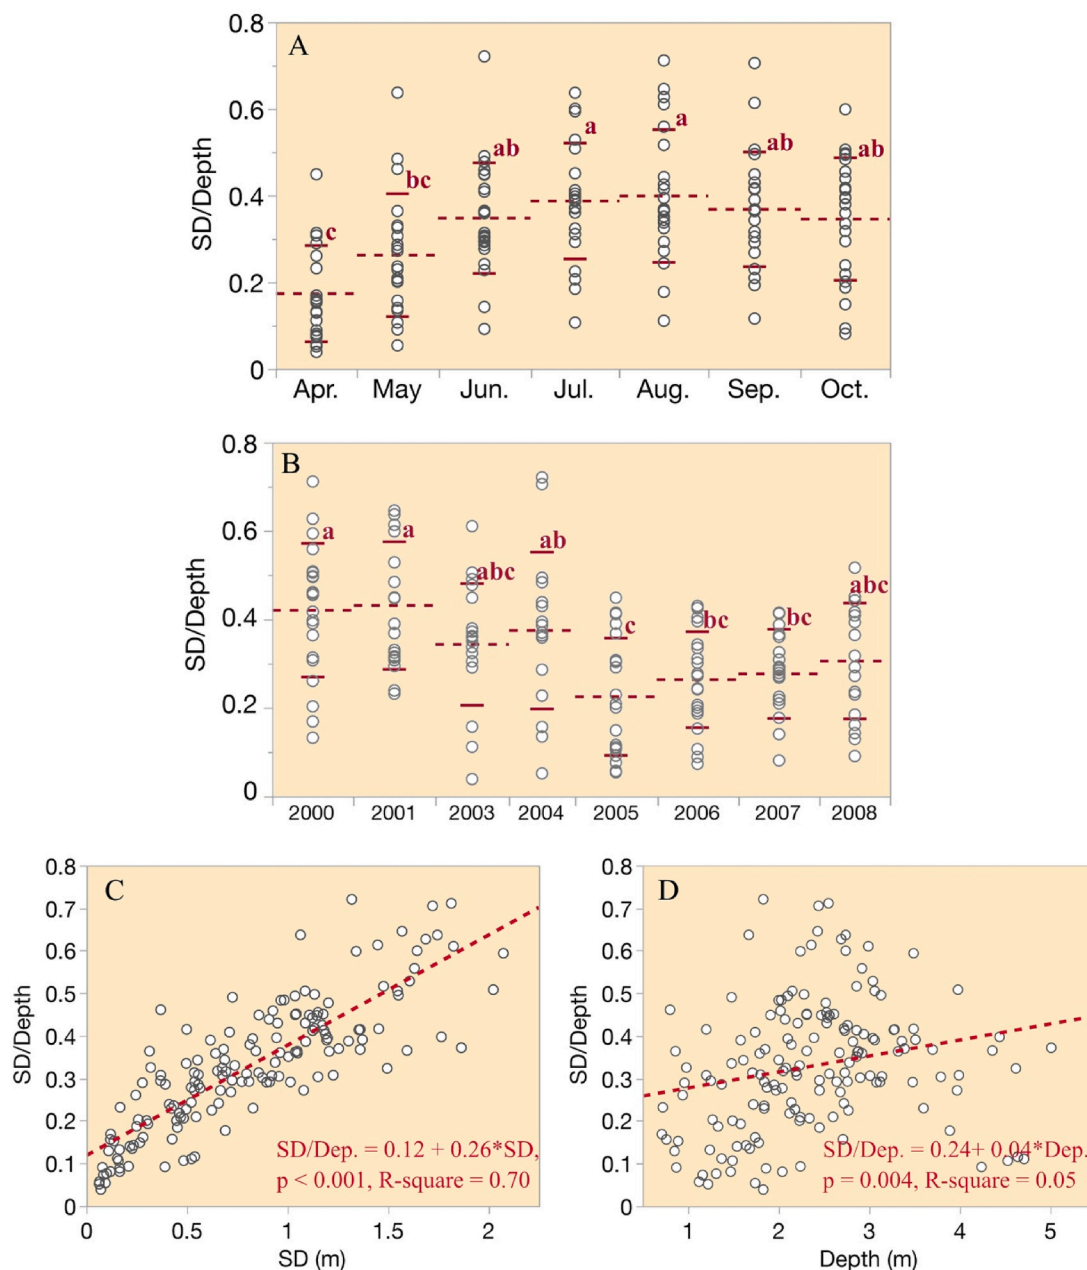 A
SD/Depth
0.8
0.6
0.4
0.2
0
c
bc
ab
a
a
ab
ab
Apr.
May
Jun.
Jul.
Aug.
Sep.
Oct.
B
SD/Depth
0.8
0.6
0.4
0.2
0
a
a
abc
ab
c
bc
bc
abc
2000
2001
2003
2004
2005
2006
2007
2008
C
SD/Depth
0.8
0.7
0.6
0.5
0.4
0.3
0.2
0.1
0
SD/Dep. = 0.12 + 0.26*SD,
p < 0.001, R-square = 0.70
0
0.5
1
1.5
2
SD (m)
D
SD/Depth
0.8
0.7
0.6
0.5
0.4
0.3
0.2
0.1
0
SD/Dep. = 0.24+ 0.04*Dep.
p = 0.004, R-square = 0.05
1
2
3
4
5
Depth (m)